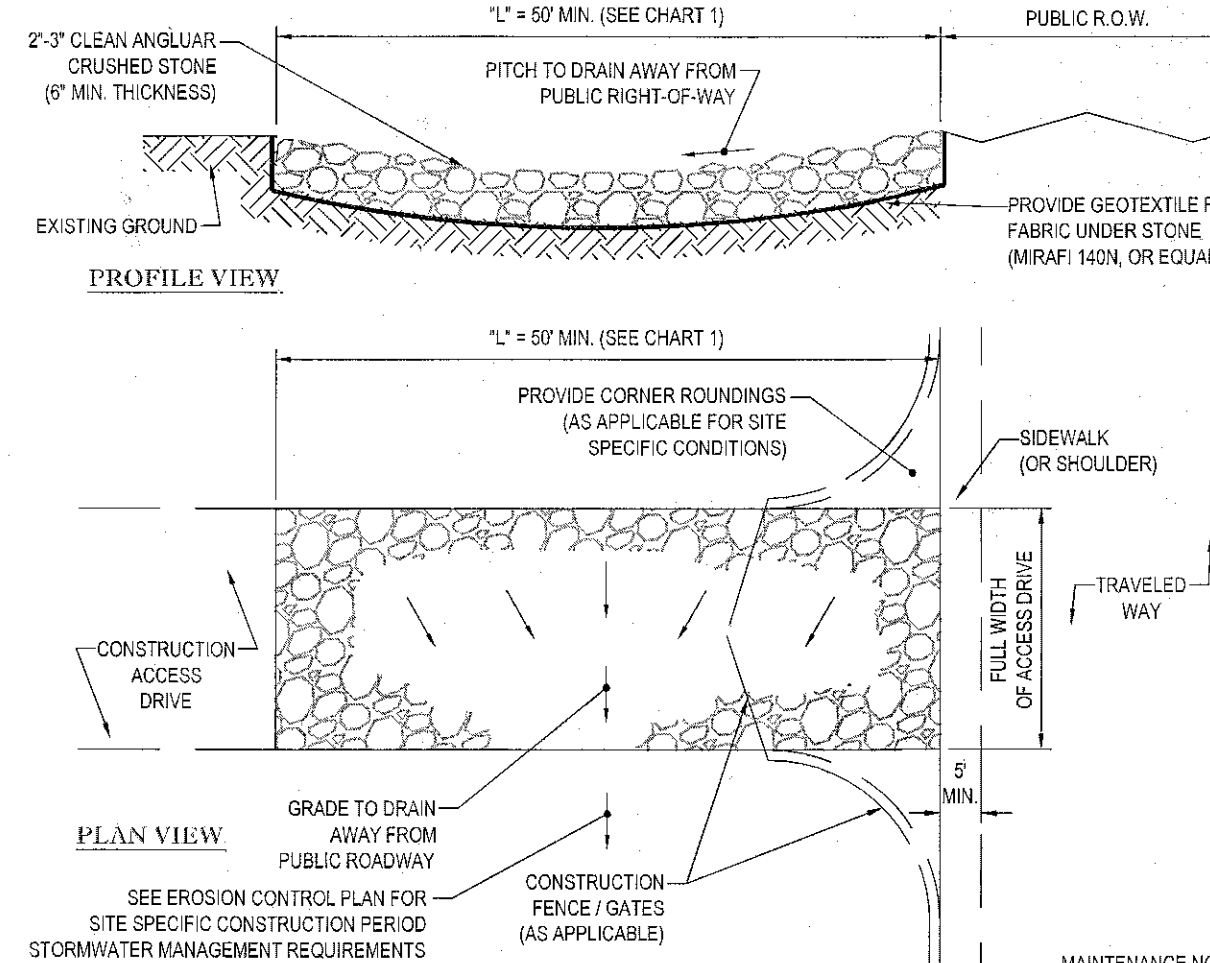 "L" = 50' MIN. (SEE CHART 1)
PUBLIC R.O.W.
2"-3" CLEAN ANGLUAR
CRUSHED STONE
(6" MIN. THICKNESS)
PITCH TO DRAIN AWAY FROM
PUBLIC RIGHT-OF-WAY
EXISTING GROUND
PROVIDE GEOTEXTILE
FABRIC UNDER STONE
(MIRAFI 140N, OR
PROFILE VIEW
"L" = 50' MIN. (SEE CHART 1)
PROVIDE CORNER ROUNDINGS
(AS APPLICABLE FOR SITE
SPECIFIC CONDITIONS)
SIDEWALK
(OR SHOULDER)
FULL WIDTH
OF ACCESS DRIVE
TRAVELED
WAY
CONSTRUCTION
ACCESS
DRIVE
5'
MIN.
GRADE TO DRAIN
AWAY FROM
PUBLIC ROADWAY
PLAN VIEW
CONSTRUCTION
FENCE / GATES
(AS APPLICABLE)
SEE EROSION CONTROL PLAN FOR
SITE SPECIFIC CONSTRUCTION PERIOD
STORMWATER MANAGEMENT REQUIREMENTS